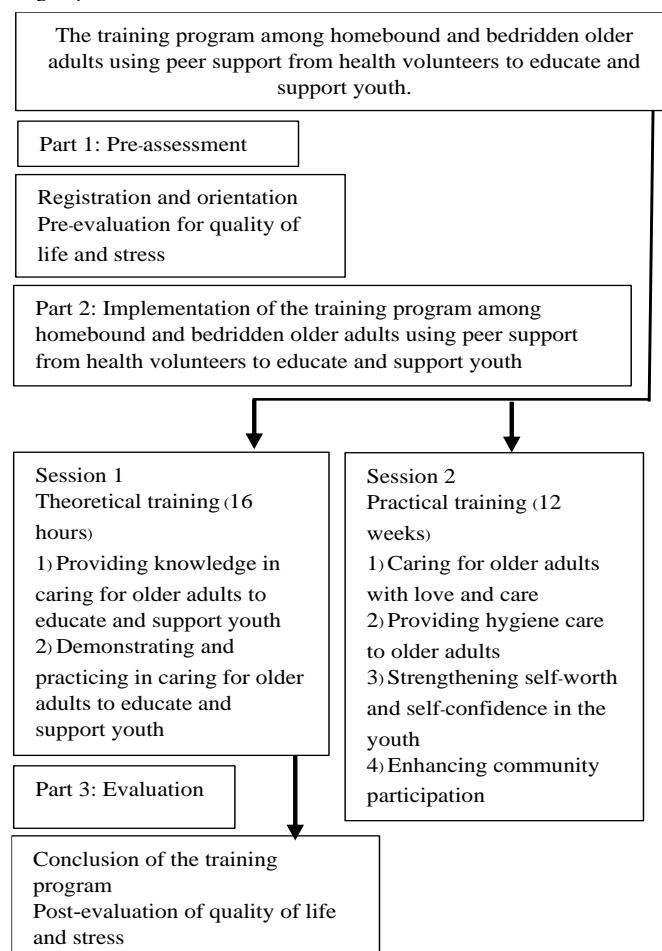 The training program among homebound and bedridden older
adults using peer support from health volunteers to educate and
support youth.
Part 1: Pre-assessment
Registration and orientation
Pre-evaluation for quality of
life and stress
Part 2: Implementation of the training program among
homebound and bedridden older adults using peer support
from health volunteers to educate and support youth
Session 1
Theoretical training (16
hours)
1) Providing knowledge in
caring for older adults to
educate and support youth
2) Demonstrating and
practicing in caring for older
adults to educate and
support youth
Session 2
Practical training (12
weeks)
1) Caring for older adults
with love and care
2) Providing hygiene care
to older adults
3) Strengthening self-worth
and self-confidence in the
youth
4) Enhancing community
participation
Part 3: Evaluation
Conclusion of the training
program
Post-evaluation of quality of life
and stress